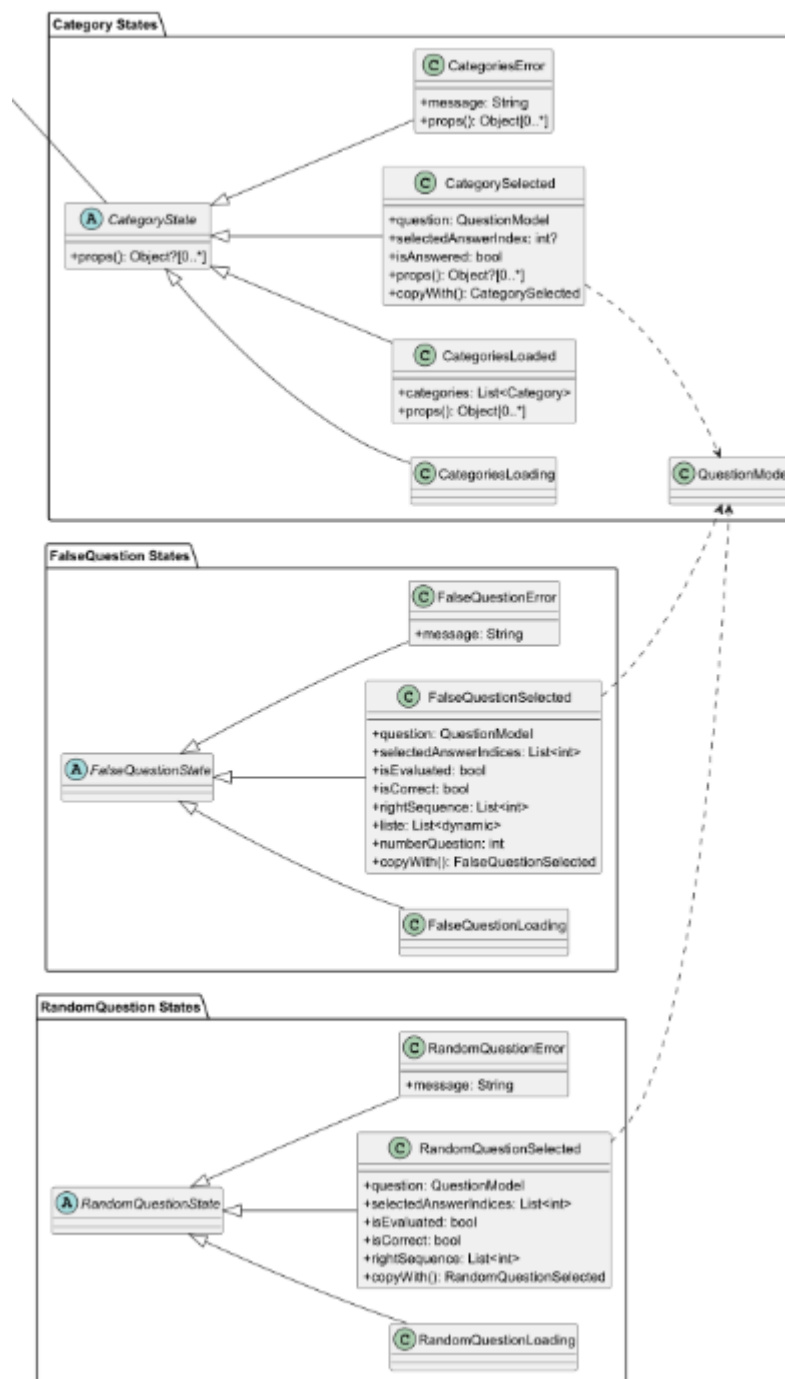 Category States
C CategoriesError
+message: String
+props(): Object[0..*]
C CategorySelected
+question: QuestionModel
+selectedAnswerIndex: int?
+isAnswered: bool
+props(): Object?[0..*]
+copyWith(): CategorySelected
A CategoryState
+props(): Object?[0..*]
C CategoriesLoaded
+categories: List<Category>
+props(): Object[0..*]
C CategoriesLoading
C QuestionMode
FalseQuestion States
C FalseQuestionError
+message: String
C FalseQuestionSelected
+question: QuestionModel
+selectedAnswerIndices: List<int>
+isEvaluated: bool
+isCorrect: bool
+rightSequence: List<int>
+liste: List<dynamic>
+numberQuestion: int
+copyWith(): FalseQuestionSelected
A FalseQuestionState
C FalseQuestionLoading
RandomQuestion States
C RandomQuestionError
+message: String
C RandomQuestionSelected
+question: QuestionModel
+selectedAnswerIndices: List<int>
+isEvaluated: bool
+isCorrect: bool
+rightSequence: List<int>
+copyWith(): RandomQuestionSelected
A RandomQuestionState
C RandomQuestionLoading